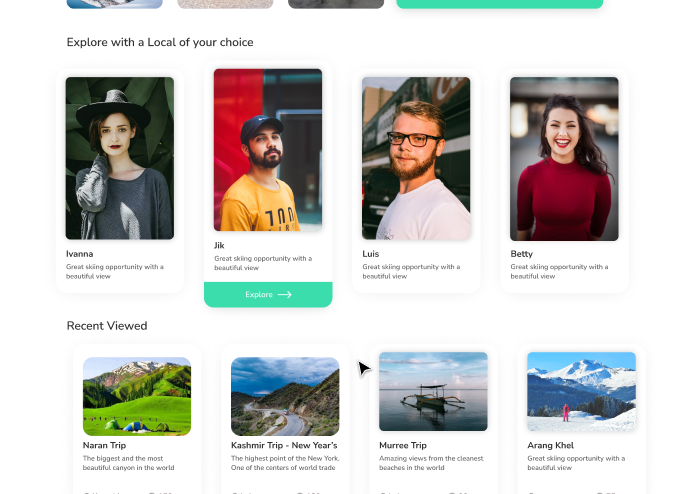 Explore with a Local of your choice
Ivanna
Great skiing opportunity with a
beautiful view
Jik
Great skiing opportunity with a
beautiful view
Explore
Luis
Great skiing opportunity with a
beautiful view
Betty
Great skiing opportunity with a
beautiful view
Recent Viewed
Naran Trip
The biggest and the most
beautiful canyon in the world
Kashmir Trip - New Year's
The highest point of the New York.
One of the centers of world trade
Murree Trip
Amazing views from the cleanest
beaches in the world
Arang Khel
Great skiing opportunity with a
beautiful view